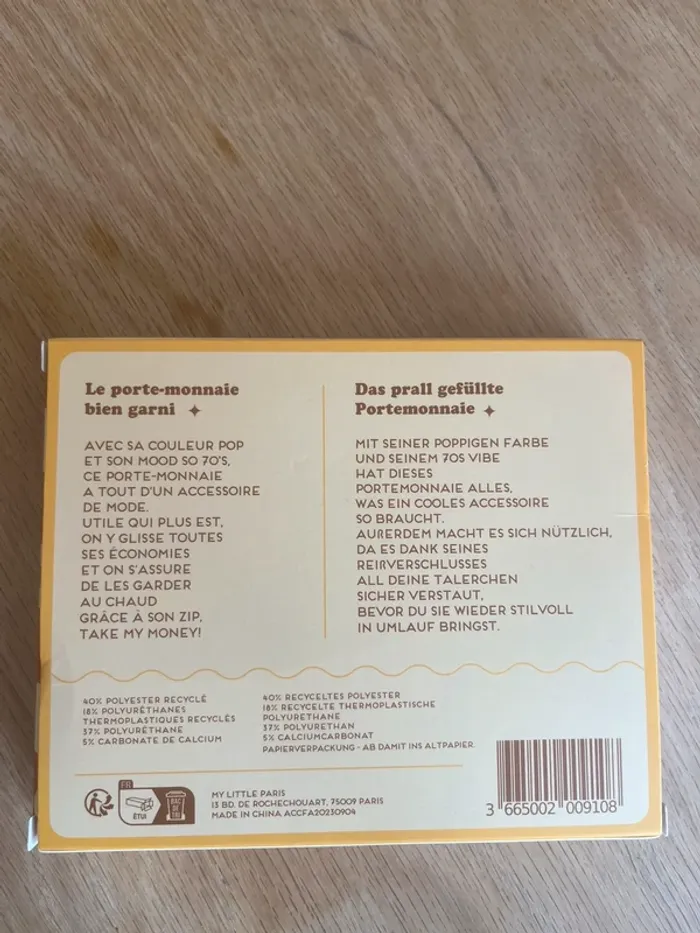 Le porte-monnaie
bien garni
AVEC SA COULEUR POP
ET SON MOOD SO 70'S,
CE PORTE-MONNAIE
A TOUT D'UN ACCESSOIRE
DE MODE.
UTILE QUI PLUS EST,
ON Y GLISSE TOUTES
SES ÉCONOMIES
ET ON S'ASSURE
DE LES GARDER
AU CHAUD
GRÂCE À SON ZIP,
TAKE MY MONEY!
Das prall gefüllte
Portemonnaie
MIT SEINER POPPIGEN FARBE
UND SEINEM 70S VIBE
HAT DIESES
PORTEMONNAIE ALLES,
WAS EIN COOLES ACCESSOIRE
SO BRAUCHT.
AUẞERDEM MACHT ES SICH NÜTZLICH,
DA ES DANK SEINES
REIẞVERSCHLUSSES
ALL DEINE TALERCHEN
SICHER VERSTAUT,
BEVOR DU SIE WIEDER STILVOLL
IN UMLAUF BRINGST.
40% POLYESTER RECYCLÉ
18% POLYURÉTHANES
THERMOPLASTIQUES RECYCLÉS
37% POLYURÉTHANE
5% CARBONATE DE CALCIUM
40% RECYCELTES POLYESTER
18% RECYCELTE THERMOPLASTISCHE
POLYURETHANE
37% POLYURETHAN
5% CALCIUMCARBONAT
PAPIERVERPACKUNG - AB DAMIT INS ALTPAPIER.
FR
ÉTUI
BAC
DE
TRI
MY LITTLE PARIS
13 BD. DE ROCHECHOUART, 75009 PARIS
MADE IN CHINA ACCFA20230904
3 665002 009108